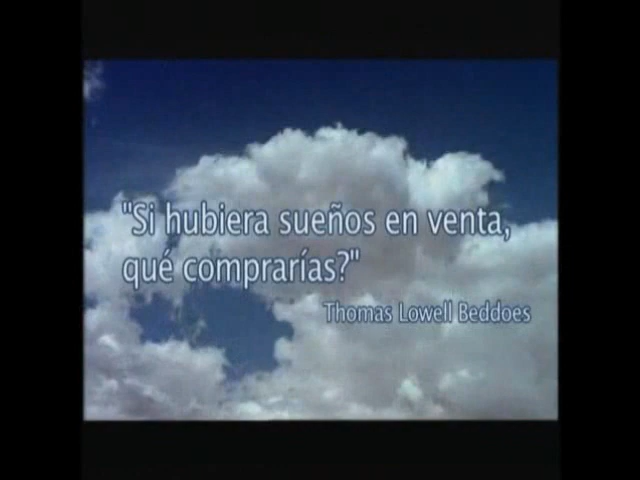 "Si hubiera sueños en venta,
qué comprarías?"
Thomas Lowell Beddoes